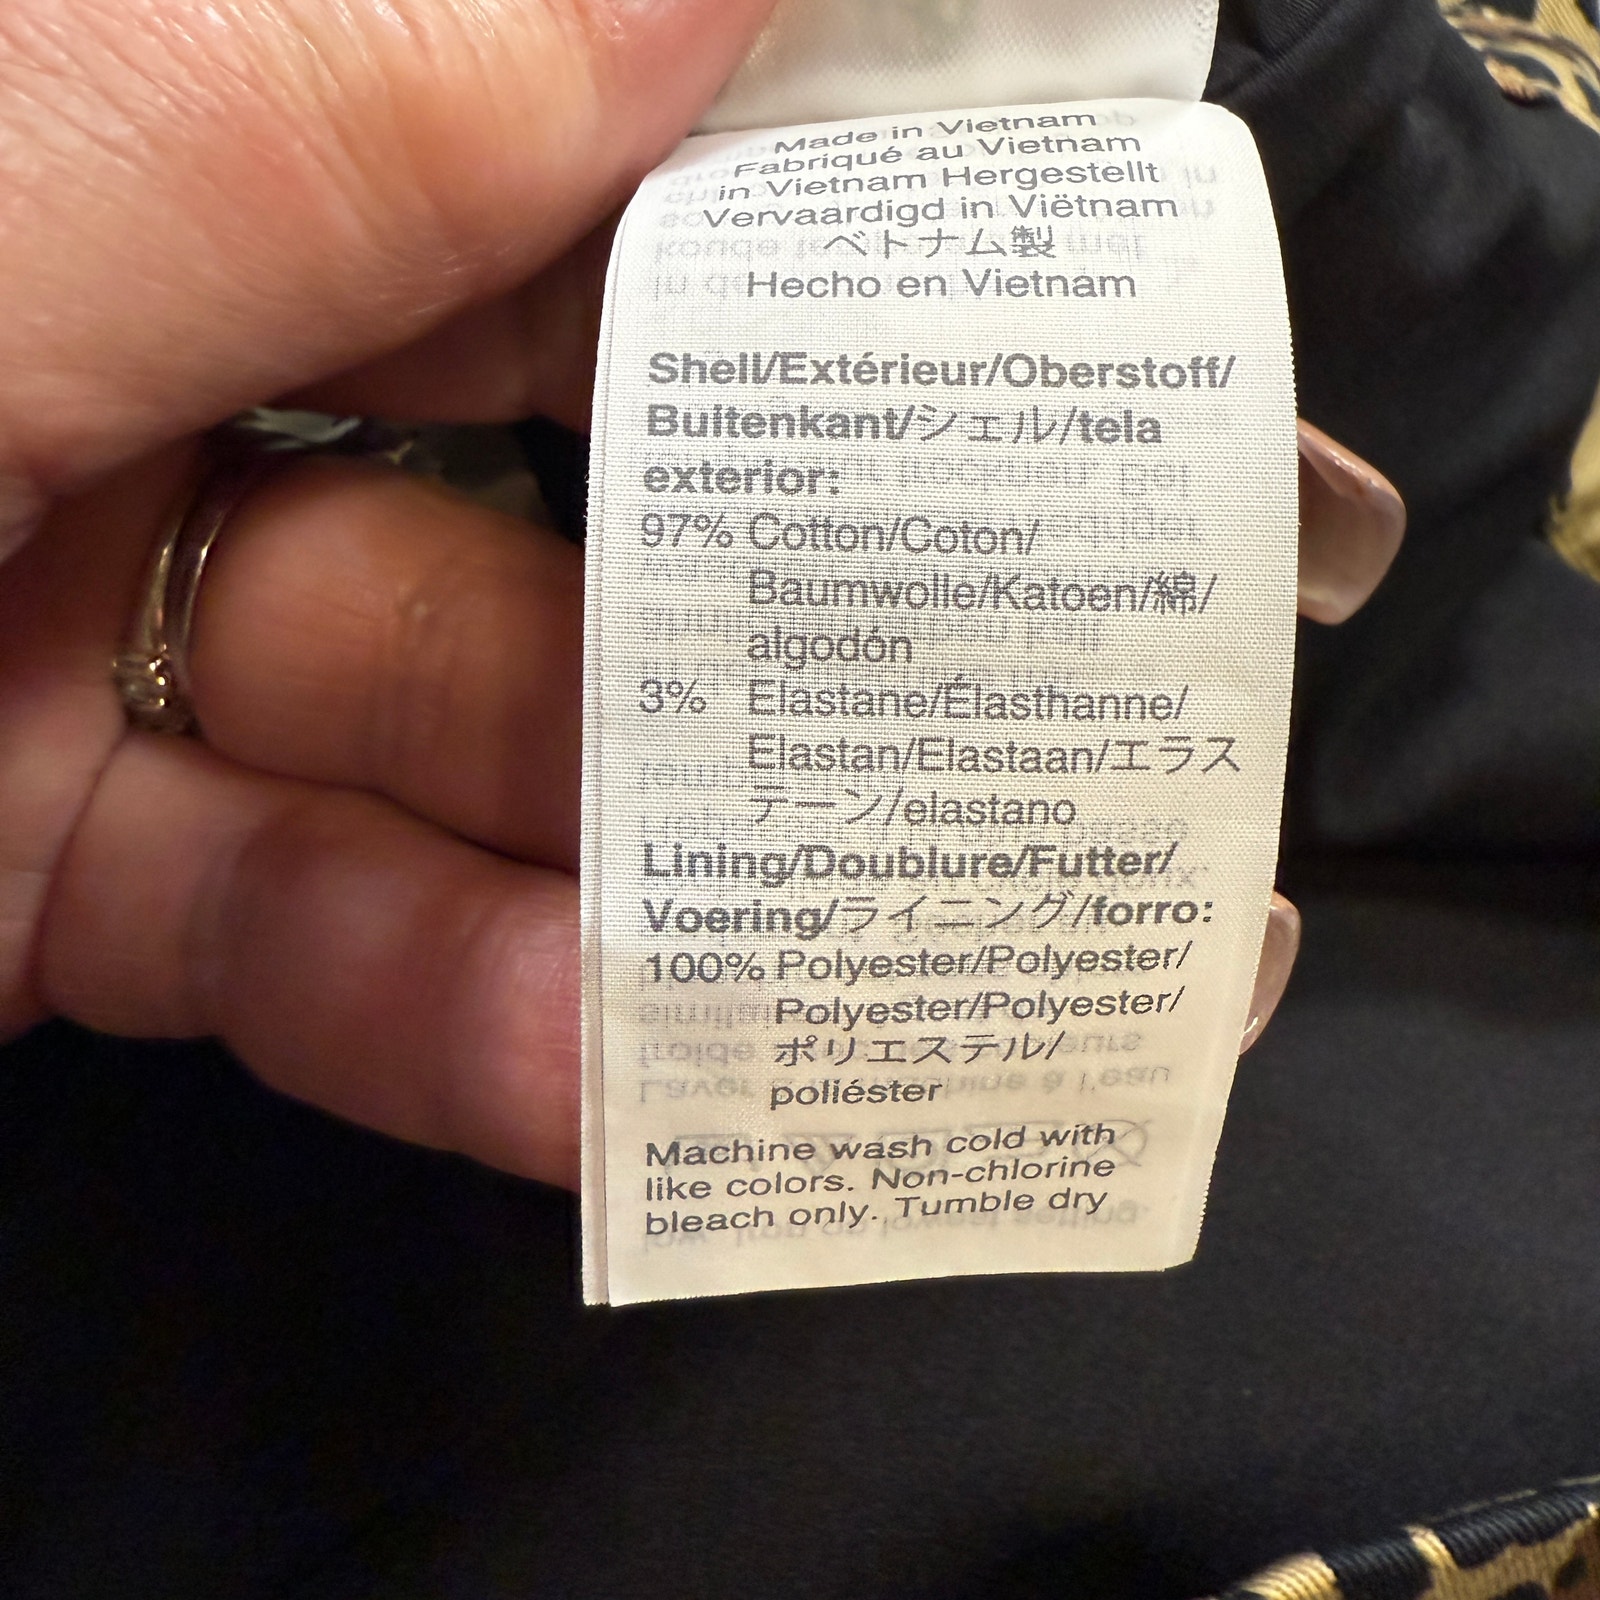 Made in Vietnam
Fabriqué au Vietnam
in Vietnam Hergestellt
Vervaardigd in Viëtnam
ベトナム製
Hecho en Vietnam
Shell/Extérieur/Oberstoff/
Buitenkant/シェル/tela
exterior:
97% Cotton/Coton/
Baumwolle/Katoen/綿/
algodón
3% Elastane/Élasthanne/
Elastan/Elastaan/エラス
テーン/elastano
Lining/Doublure/Futter/
Voering/ライニング/forro:
100% Polyester/Polyester/
Polyester/Polyester/
ポリエステル/
poliéster
Machine wash cold with
like colors. Non-chlorine
bleach only. Tumble dry